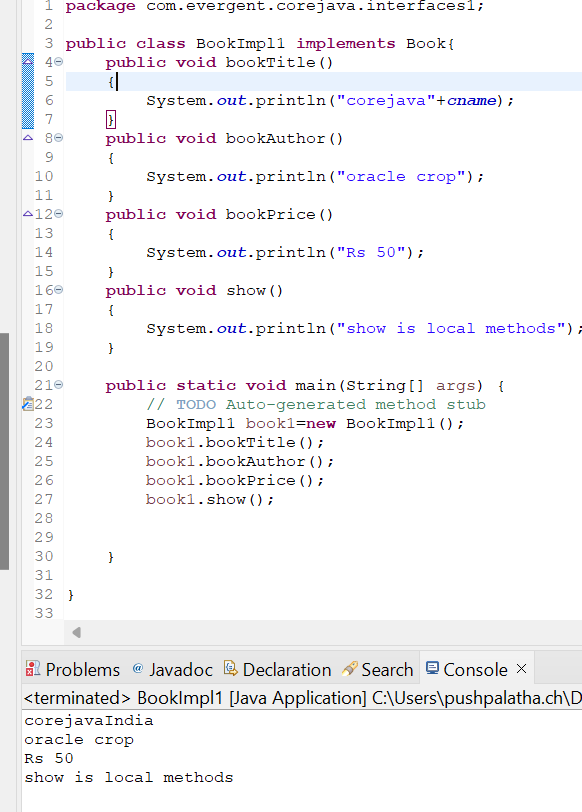 1 package com.evergent.corejava.interfaces1;
2
3 public class BookImpl1 implements Book{
4 public void bookTitle()
5 {
6 System.out.println("corejava"+cname);
7 }
8 public void bookAuthor()
9 {
10 System.out.println("oracle crop");
11 }
12 public void bookPrice()
13 {
14 System.out.println("Rs 50");
15 }
16 public void show()
17 {
18 System.out.println("show is local methods");
19 }
20
21 public static void main(String[] args) {
22 // TODO Auto-generated method stub
23 BookImpl1 book1=new BookImpl1();
24 book1.bookTitle();
25 book1.bookAuthor();
26 book1.bookPrice();
27 book1.show();
28
29
30 }
31
32 }
33
Problems @ Javadoc Declaration Search Console
<terminated> BookImpl1 [Java Application] C:\Users\pushpalatha.ch\D
corejavaIndia
oracle crop
Rs 50
show is local methods